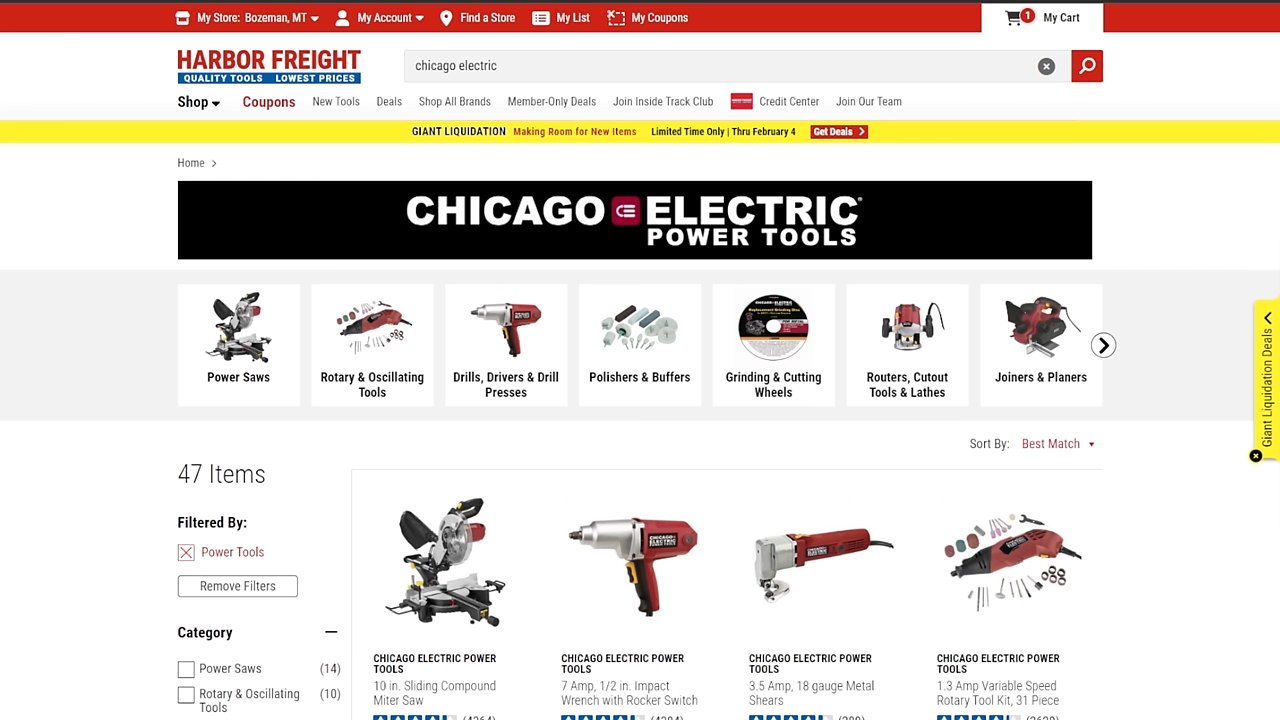 My Store: Bozeman, MT
My Account
Find a Store
My List
My Coupons
1
My Cart
HARBOR FREIGHT
QUALITY TOOLS LOWEST PRICES
chicago electric
Shop
Coupons
New Tools
Deals
Shop All Brands
Member-Only Deals
Join Inside Track Club
Credit Center
Join Our Team
GIANT LIQUIDATION Making Room for New Items Limited Time Only | Thru February 4 Get Deals
Home
CHICAGO ELECTRIC
POWER TOOLS
Power Saws
Rotary & Oscillating
Tools
Drills, Drivers & Drill
Presses
Polishers & Buffers
Grinding & Cutting
Wheels
Routers, Cutout
Tools & Lathes
Joiners & Planers
Giant Liquidation Deals
Sort By: Best Match
47 Items
Filtered By:
Power Tools
Remove Filters
Category
Power Saws (14)
Rotary & Oscillating (10)
Tools
CHICAGO ELECTRIC POWER
TOOLS
10 in. Sliding Compound
Miter Saw
CHICAGO ELECTRIC POWER
TOOLS
7 Amp, 1/2 in. Impact
Wrench with Rocker Switch
CHICAGO ELECTRIC POWER
TOOLS
3.5 Amp, 18 gauge Metal
Shears
CHICAGO ELECTRIC POWER
TOOLS
1.3 Amp Variable Speed
Rotary Tool Kit, 31 Piece